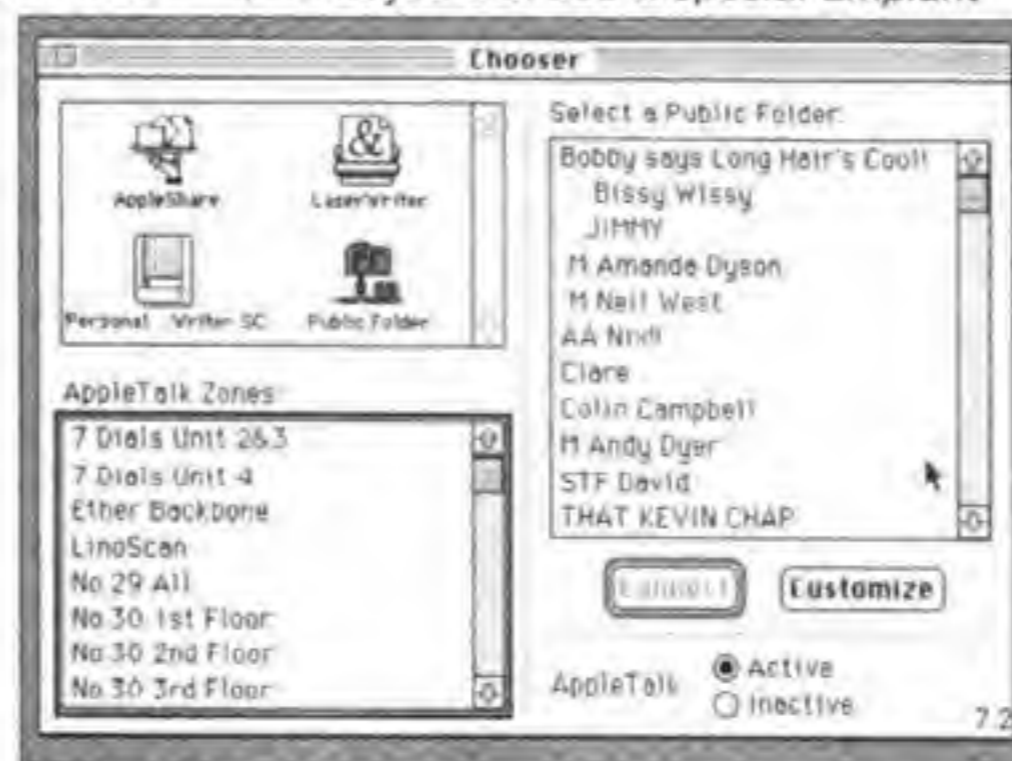 Chooser
AppleShare
LaserWriter
Personal Writer SC
Public Folder
AppleTalk Zones:
7 Dials Unit 2&3
7 Dials Unit 4
Ether Backbone
LinoScan
No 29 All
No 30 1st Floor
No 30 2nd Floor
No 30 3rd Floor
Select a Public Folder:
Bobby says Long Hair's Cool!
Bissy Wissy
JIMMY
M Amanda Dyson
M Neil West
AA
Clare
Colin Campbell
M Andy Dyer
STF David
THAT KEVIN CHAP
Connect
Customize
AppleTalk
Active
Inactive
7.2